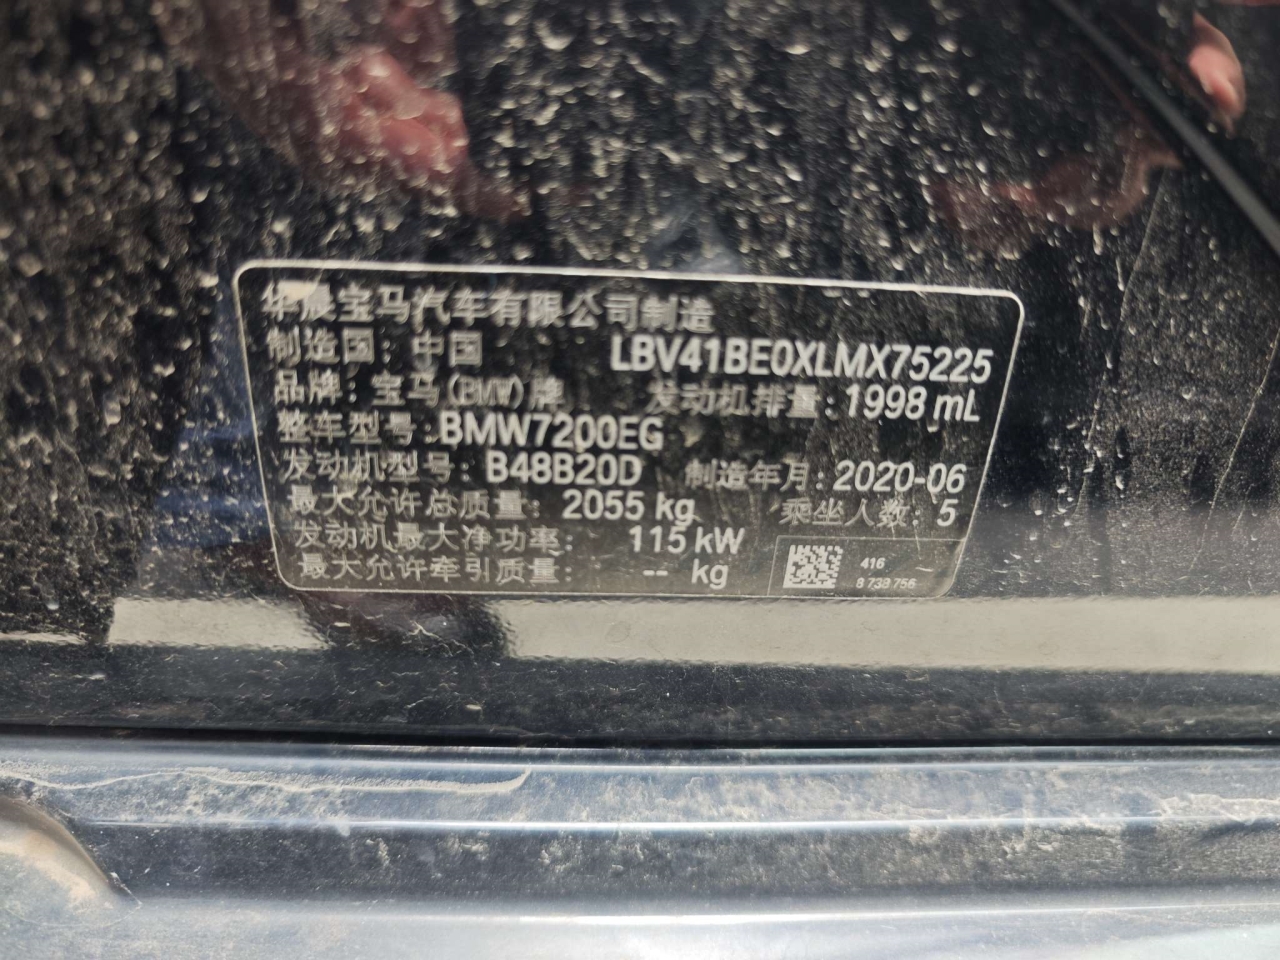 华晨宝马汽车有限公司制造
制造国：中国 LBV41BE0XLMX75225
品牌：宝马(BMW)牌 发动机排量：1998 mL
整车型号：BMW7200EG
发动机型号：B48B20D 制造年月：2020-06
最大允许总质量：2055 kg 乘坐人数：5
发动机最大净功率：115 kW
最大允许牵引质量：-- kg
416
8 738 756